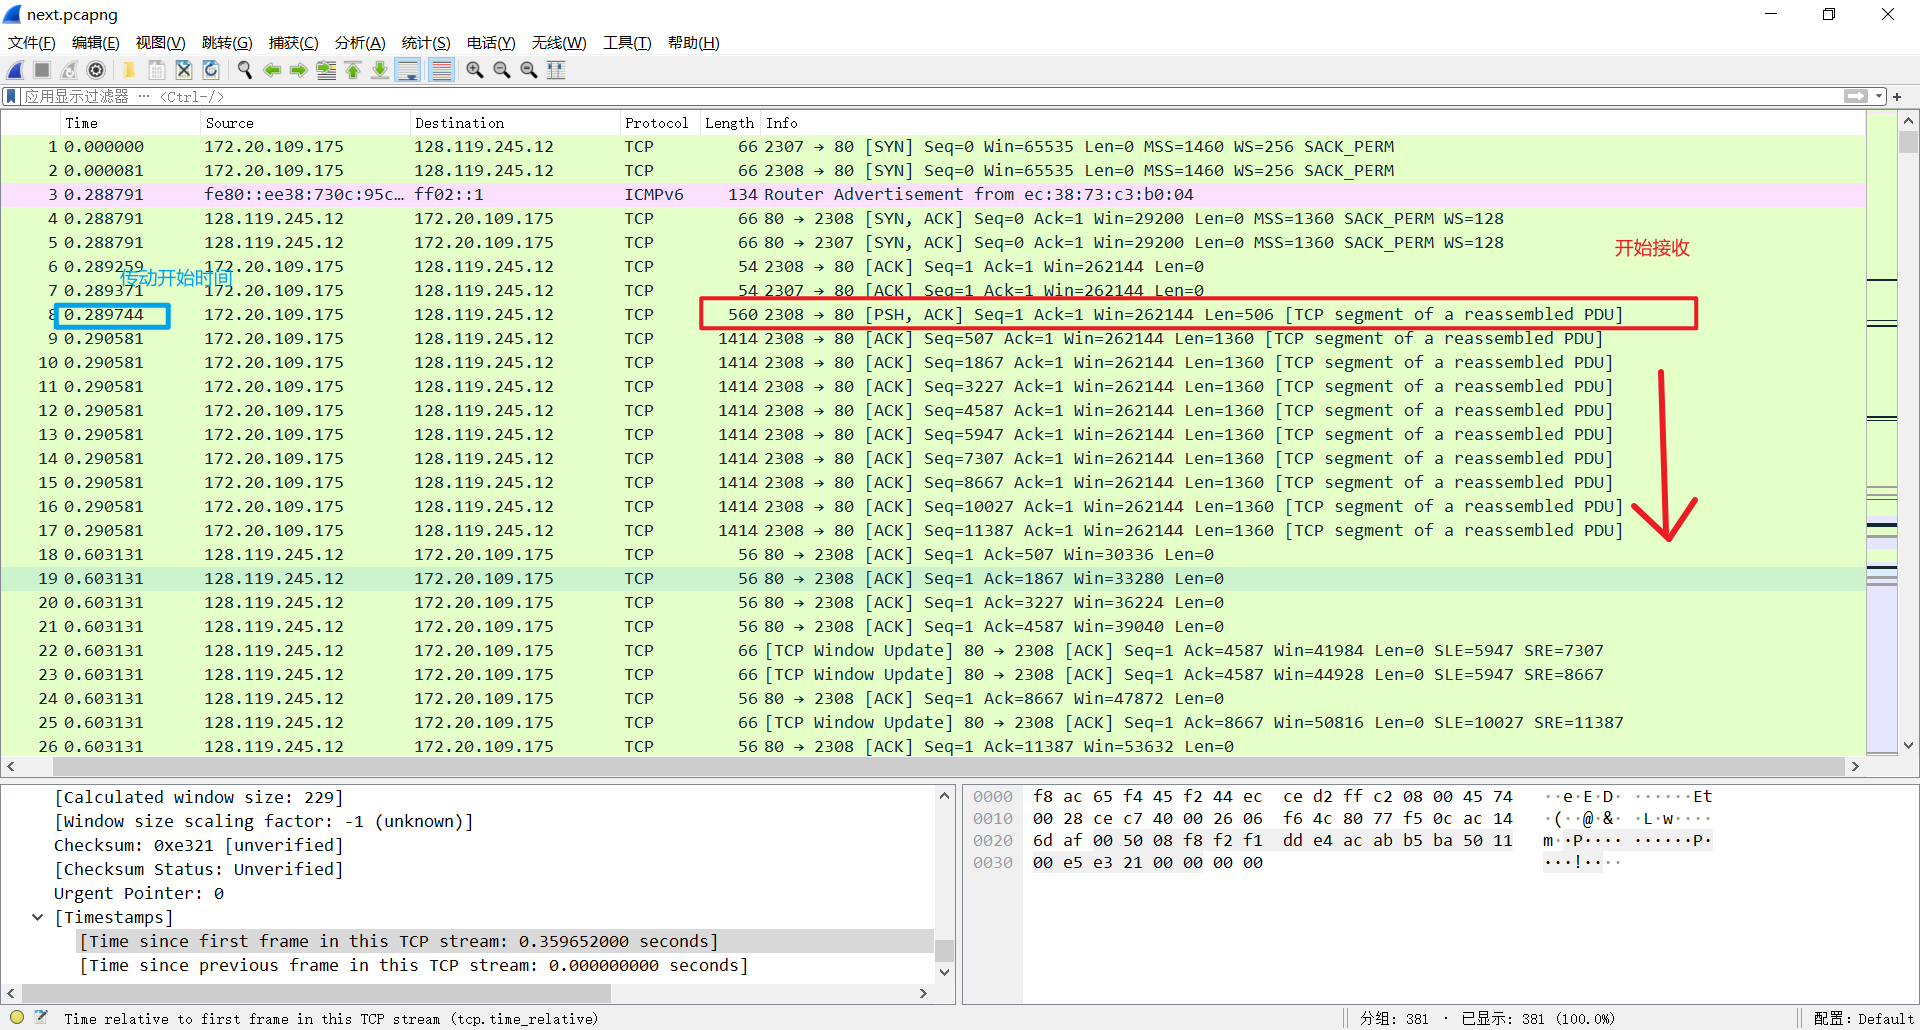 next.pcapng
文件(F) 编辑(E) 视图(V) 跳转(G) 捕获(C) 分析(A) 统计(S) 电话(Y) 无线(W) 工具(T) 帮助(H)
应用显示过滤器 … <Ctrl-/>
Time Source Destination Protocol Length Info
1 0.000000 172.20.109.175 128.119.245.12 TCP 66 2307 → 80 [SYN] Seq=0 Win=65535 Len=0 MSS=1460 WS=256 SACK_PERM
2 0.000081 172.20.109.175 128.119.245.12 TCP 66 2308 → 80 [SYN] Seq=0 Win=65535 Len=0 MSS=1460 WS=256 SACK_PERM
3 0.288791 fe80::ee38:730c:95c… ff02::1 ICMPv6 134 Router Advertisement from ec:38:73:c3:b0:04
4 0.288791 128.119.245.12 172.20.109.175 TCP 66 80 → 2308 [SYN, ACK] Seq=0 Ack=1 Win=29200 Len=0 MSS=1360 SACK_PERM WS=128
5 0.288791 128.119.245.12 172.20.109.175 TCP 66 80 → 2307 [SYN, ACK] Seq=0 Ack=1 Win=29200 Len=0 MSS=1360 SACK_PERM WS=128
开始接收
6 0.289259 172.20.109.175 128.119.245.12 TCP 54 2308 → 80 [ACK] Seq=1 Ack=1 Win=262144 Len=0
传动开始时间
7 0.289371 172.20.109.175 128.119.245.12 TCP 54 2307 → 80 [ACK] Seq=1 Ack=1 Win=262144 Len=0
8 0.289744 172.20.109.175 128.119.245.12 TCP 560 2308 → 80 [PSH, ACK] Seq=1 Ack=1 Win=262144 Len=506 [TCP segment of a reassembled PDU]
9 0.290581 172.20.109.175 128.119.245.12 TCP 1414 2308 → 80 [ACK] Seq=507 Ack=1 Win=262144 Len=1360 [TCP segment of a reassembled PDU]
10 0.290581 172.20.109.175 128.119.245.12 TCP 1414 2308 → 80 [ACK] Seq=1867 Ack=1 Win=262144 Len=1360 [TCP segment of a reassembled PDU]
11 0.290581 172.20.109.175 128.119.245.12 TCP 1414 2308 → 80 [ACK] Seq=3227 Ack=1 Win=262144 Len=1360 [TCP segment of a reassembled PDU]
12 0.290581 172.20.109.175 128.119.245.12 TCP 1414 2308 → 80 [ACK] Seq=4587 Ack=1 Win=262144 Len=1360 [TCP segment of a reassembled PDU]
13 0.290581 172.20.109.175 128.119.245.12 TCP 1414 2308 → 80 [ACK] Seq=5947 Ack=1 Win=262144 Len=1360 [TCP segment of a reassembled PDU]
14 0.290581 172.20.109.175 128.119.245.12 TCP 1414 2308 → 80 [ACK] Seq=7307 Ack=1 Win=262144 Len=1360 [TCP segment of a reassembled PDU]
15 0.290581 172.20.109.175 128.119.245.12 TCP 1414 2308 → 80 [ACK] Seq=8667 Ack=1 Win=262144 Len=1360 [TCP segment of a reassembled PDU]
16 0.290581 172.20.109.175 128.119.245.12 TCP 1414 2308 → 80 [ACK] Seq=10027 Ack=1 Win=262144 Len=1360 [TCP segment of a reassembled PDU]
17 0.290581 172.20.109.175 128.119.245.12 TCP 1414 2308 → 80 [ACK] Seq=11387 Ack=1 Win=262144 Len=1360 [TCP segment of a reassembled PDU]
18 0.603131 128.119.245.12 172.20.109.175 TCP 56 80 → 2308 [ACK] Seq=1 Ack=507 Win=30336 Len=0
19 0.603131 128.119.245.12 172.20.109.175 TCP 56 80 → 2308 [ACK] Seq=1 Ack=1867 Win=33280 Len=0
20 0.603131 128.119.245.12 172.20.109.175 TCP 56 80 → 2308 [ACK] Seq=1 Ack=3227 Win=36224 Len=0
21 0.603131 128.119.245.12 172.20.109.175 TCP 56 80 → 2308 [ACK] Seq=1 Ack=4587 Win=39040 Len=0
22 0.603131 128.119.245.12 172.20.109.175 TCP 66 [TCP Window Update] 80 → 2308 [ACK] Seq=1 Ack=4587 Win=41984 Len=0 SLE=5947 SRE=7307
23 0.603131 128.119.245.12 172.20.109.175 TCP 66 [TCP Window Update] 80 → 2308 [ACK] Seq=1 Ack=4587 Win=44928 Len=0 SLE=5947 SRE=8667
24 0.603131 128.119.245.12 172.20.109.175 TCP 56 80 → 2308 [ACK] Seq=1 Ack=8667 Win=47872 Len=0
25 0.603131 128.119.245.12 172.20.109.175 TCP 66 [TCP Window Update] 80 → 2308 [ACK] Seq=1 Ack=8667 Win=50816 Len=0 SLE=10027 SRE=11387
26 0.603131 128.119.245.12 172.20.109.175 TCP 56 80 → 2308 [ACK] Seq=1 Ack=11387 Win=53632 Len=0
[Calculated window size: 229]
[Window size scaling factor: -1 (unknown)]
Checksum: 0xe321 [unverified]
[Checksum Status: Unverified]
Urgent Pointer: 0
[Timestamps]
[Time since first frame in this TCP stream: 0.359652000 seconds]
[Time since previous frame in this TCP stream: 0.000000000 seconds]
0000 f8 ac 65 f4 45 f2 44 ec ce d2 ff c2 08 00 45 74 ··e·E·D· ······Et
0010 00 28 ce c7 40 00 26 06 f6 4c 80 77 f5 0c ac 14 ·(··@·&· ·L·w····
0020 6d af 00 50 08 f8 f2 f1 dd e4 ac ab b5 ba 50 11 m··P···· ······P·
0030 00 e5 e3 21 00 00 00 00 00 ···!·····
Time relative to first frame in this TCP stream (tcp.time_relative)
分组: 381 · 已显示: 381 (100.0%)
配置: Default